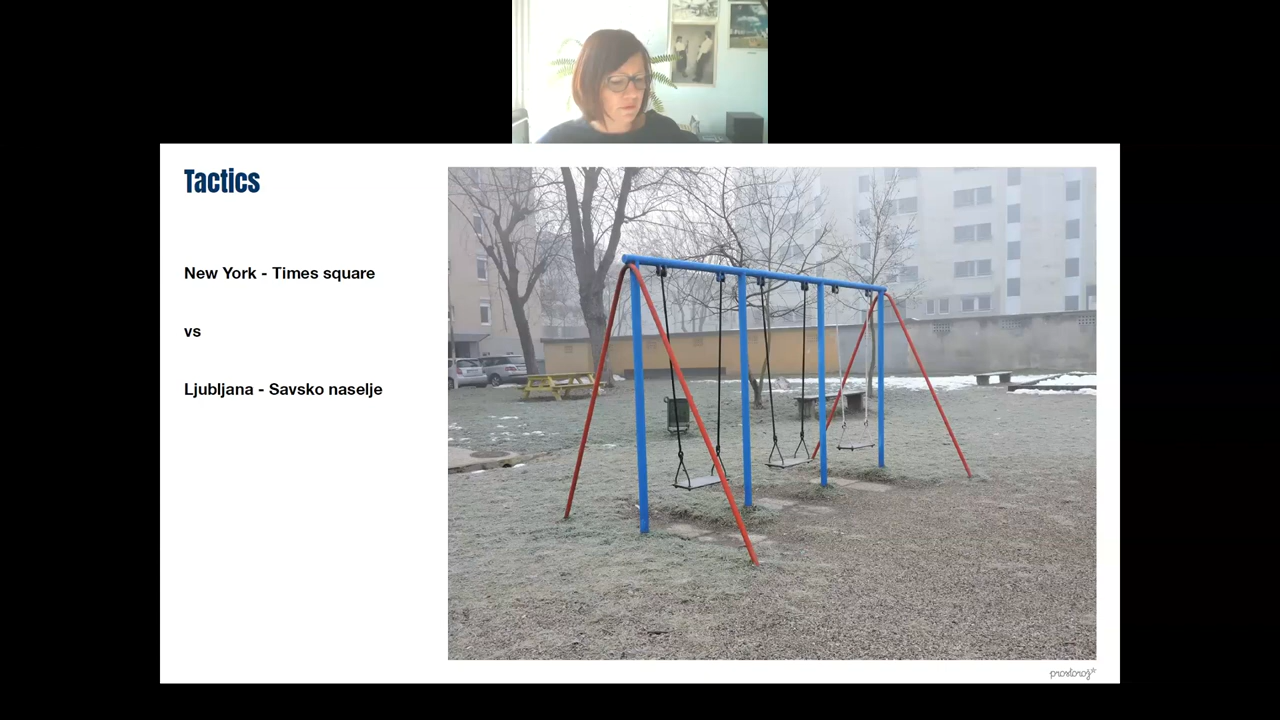 Tactics
New York - Times square
vs
Ljubljana - Savsko naselje
prostorož*